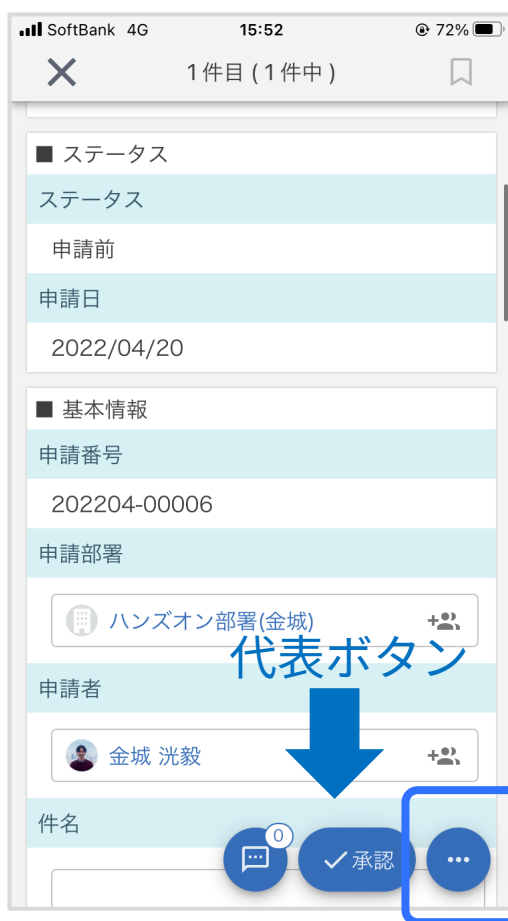 SoftBank 4G 15:52 72%
1件目 ( 1件中 )
■ ステータス
ステータス
申請前
申請日
2022/04/20
■ 基本情報
申請番号
202204-00006
申請部署
ハンズオン部署(金城)
代表ボタン
申請者
金城 洸毅
件名
0
承認